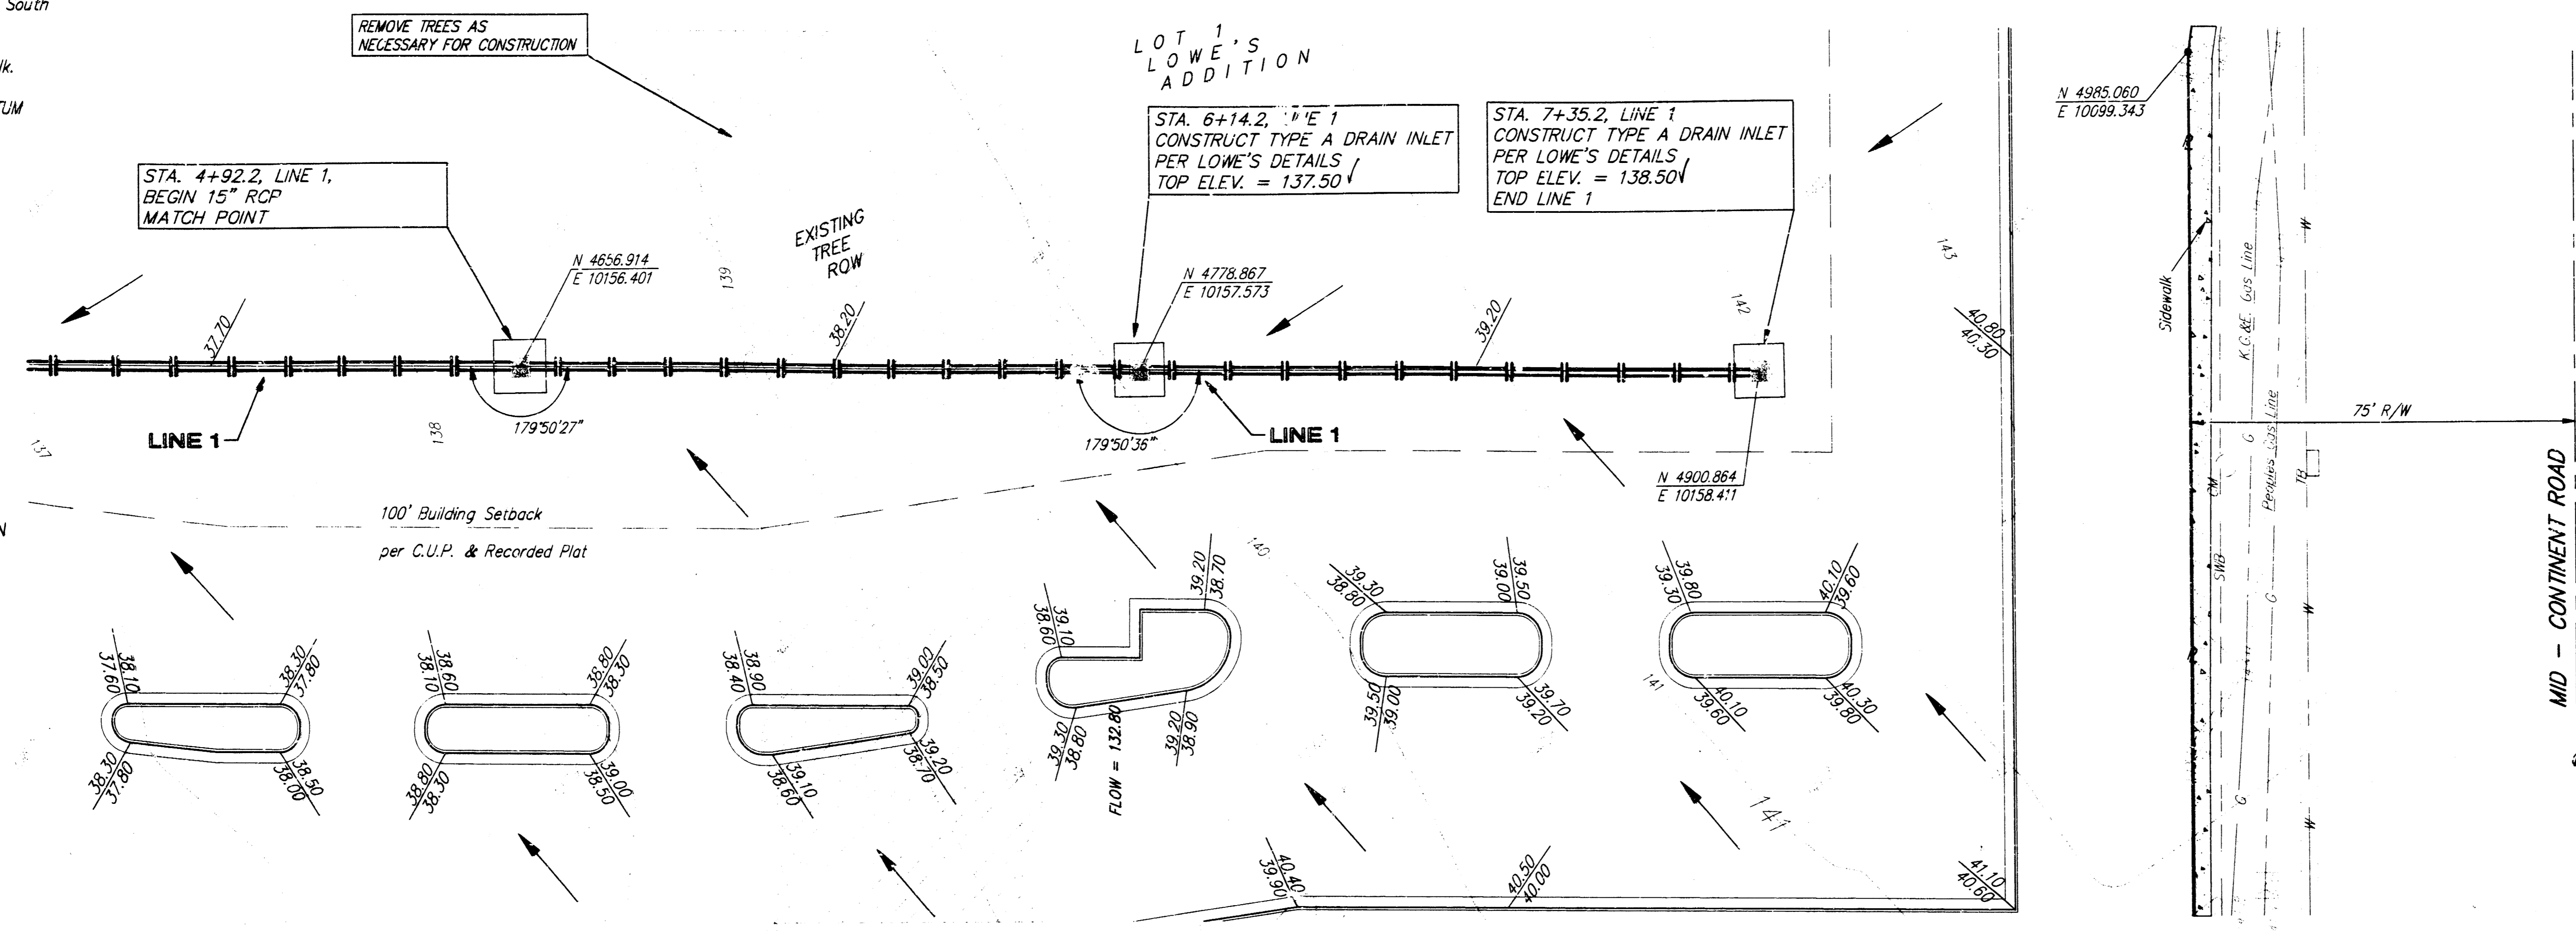 South
lk.
TUM
REMOVE TREES AS
NECESSARY FOR CONSTRUCTION
LOT 1
LOWE'S
ADDITION
STA. 4+92.2, LINE 1,
BEGIN 15" RCP
MATCH POINT
STA. 6+14.2, 1
CONSTRUCT TYPE A DRAIN INLET
PER LOWE'S DETAILS
TOP ELEV. = 137.50
STA. 7+35.2, LINE 1
CONSTRUCT TYPE A DRAIN INLET
PER LOWE'S DETAILS
TOP ELEV. = 138.50
END LINE 1
N 4985.060
E 10099.343
EXISTING
TREE
ROW
N 4656.914
E 10156.401
139
N 4778.867
E 10157.573
142
143
37.70
38.20
39.20
40.80
40.30
LINE 1
137
138
179°50'27"
179°50'36"
LINE 1
N 4900.864
E 10158.411
100' Building Setback
per C.U.P. & Recorded Plat
N
140
38.10
37.60
38.30
37.80
38.30
37.80
38.50
38.00
38.60
38.10
38.30
38.80
38.30
39.00
38.50
38.90
38.40
39.00
38.50
39.10
38.60
39.20
38.70
39.10
38.60
39.20
38.70
39.30
38.80
39.20
38.90
FLOW = 132.80
39.30
38.80
39.50
39.00
39.50
39.00
39.70
39.20
39.80
39.30
40.10
39.60
141
40.10
39.60
40.30
39.80
141
40.40
39.90
40.50
40.00
41.10
40.60
Sidewalk
K.G.&E. Gas Line
G
Peoples Gas Line
G
G
SWB
TB
W
W
W
75' R/W
MID - CONTINENT ROAD